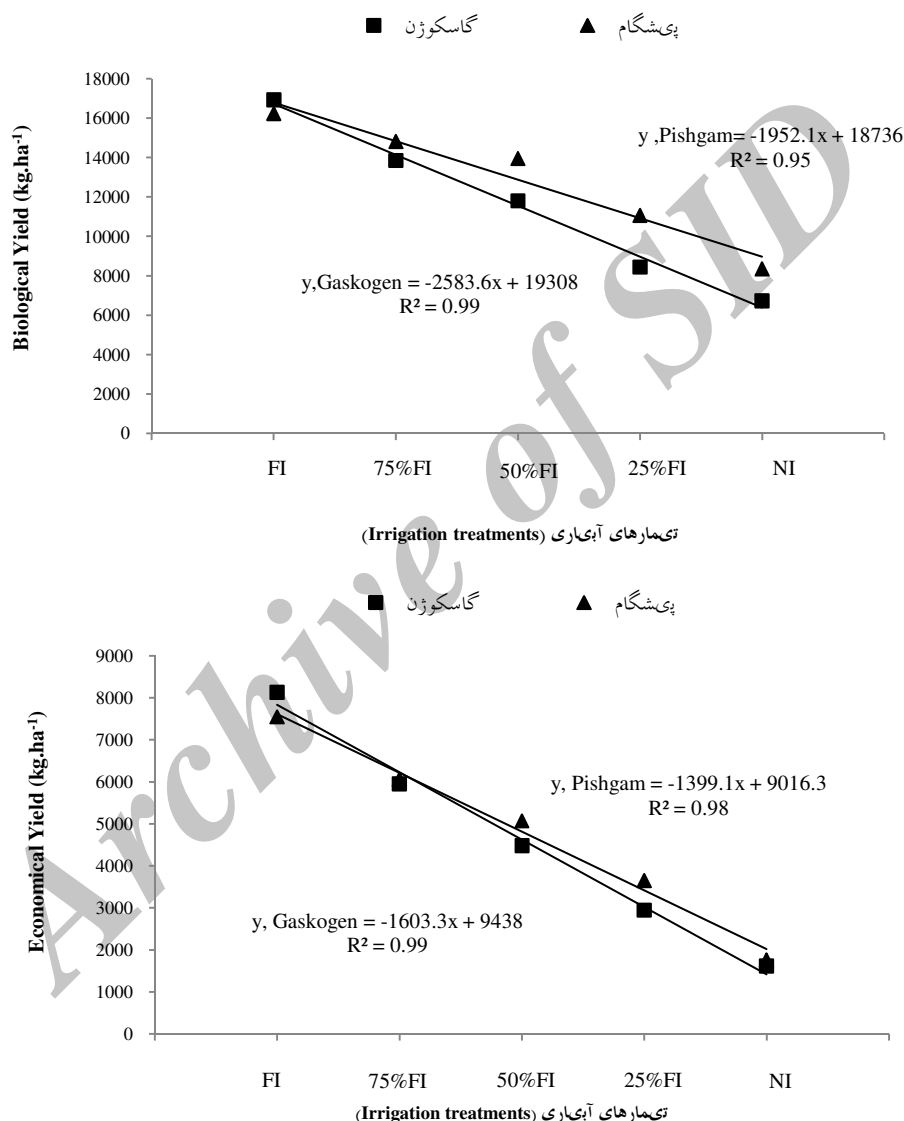 گاسکوژن پیشگام
18000
16000
14000
12000
10000
8000
6000
4000
2000
0
Biological Yield (kg.ha⁻¹)
y ,Pishgam= -1952.1x + 18736
R² = 0.95
y,Gaskogen = -2583.6x + 19308
R² = 0.99
FI 75%FI 50%FI 25%FI NI
تیمارهای آبیاری (Irrigation treatments)
گاسکوژن پیشگام
9000
8000
7000
6000
5000
4000
3000
2000
1000
0
Economical Yield (kg.ha⁻¹)
y, Pishgam = -1399.1x + 9016.3
R² = 0.98
y, Gaskogen = -1603.3x + 9438
R² = 0.99
FI 75%FI 50%FI 25%FI NI
تیمارهای آبیاری (Irrigation treatments)
Archive of SID